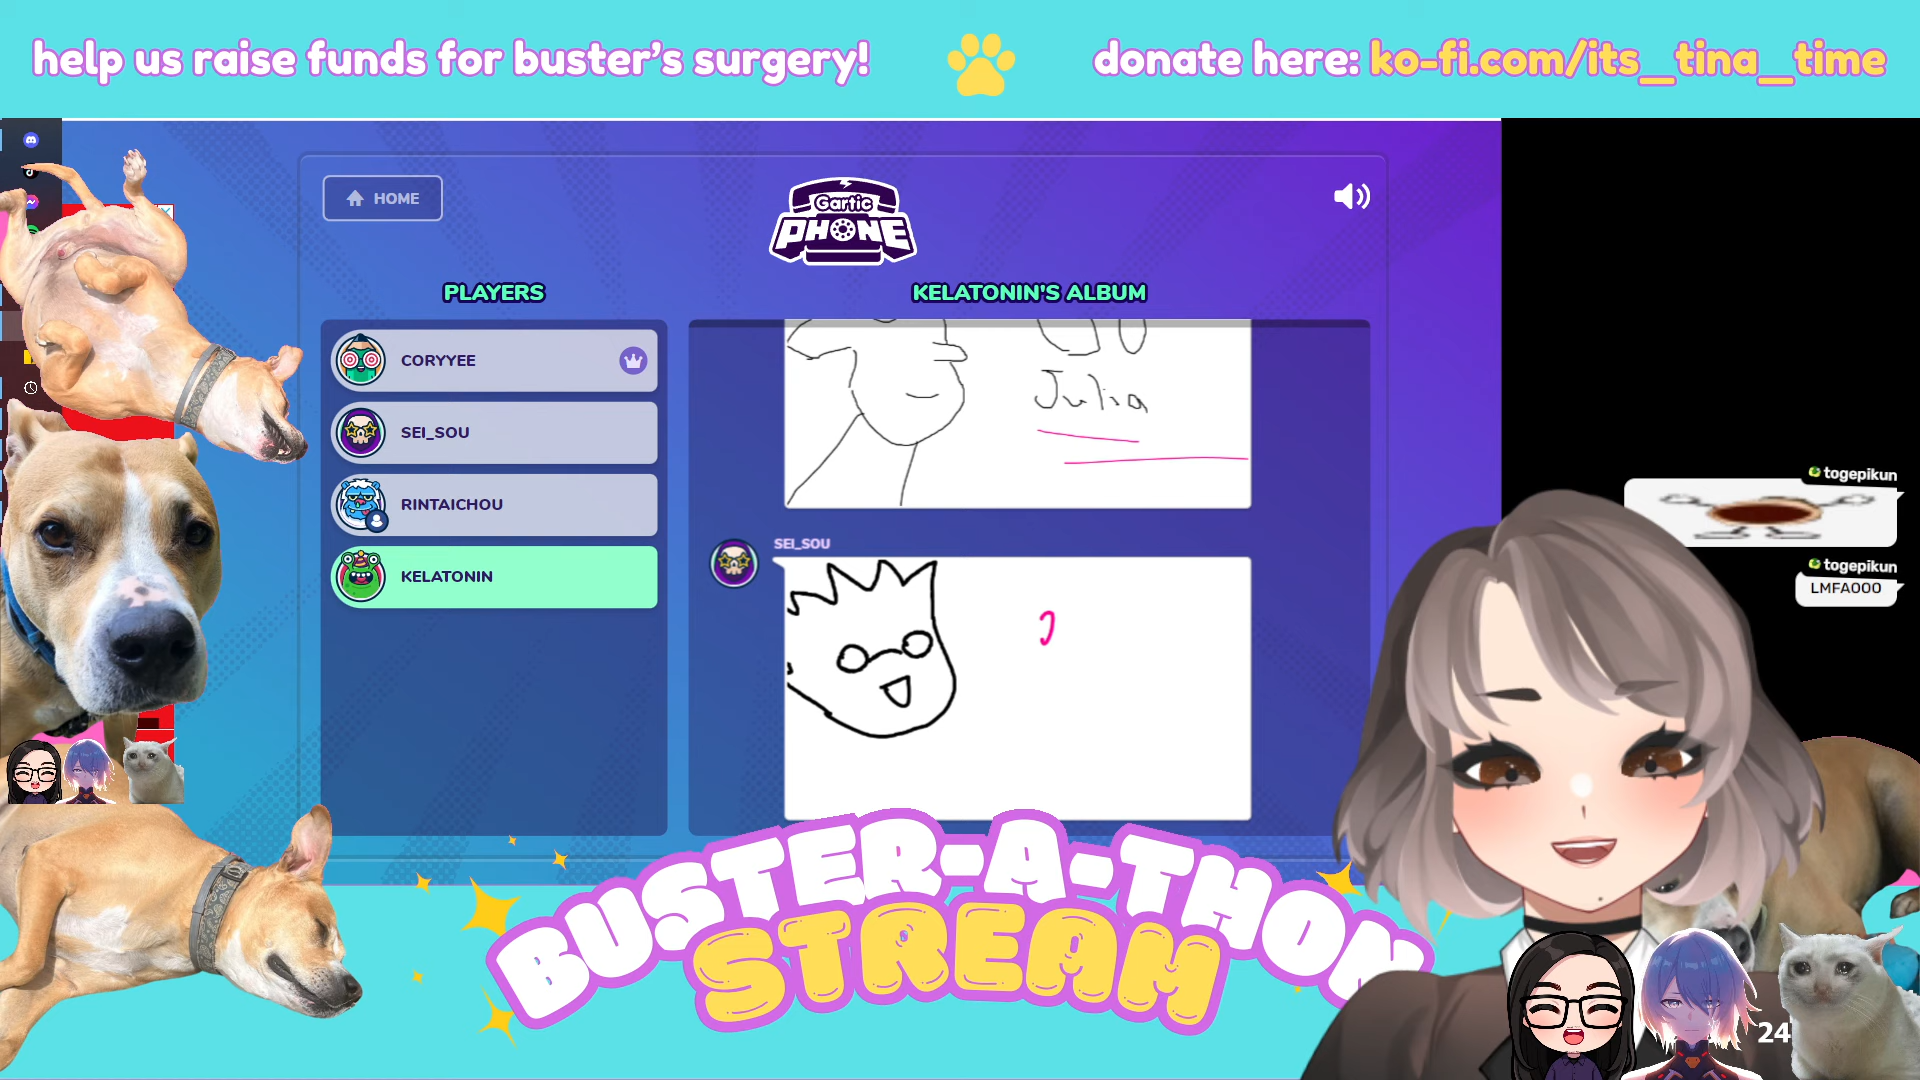 help us raise funds for buster's surgery!
donate here: ko-fi.com/its_tina_time
HOME
Gartic
PHONE
PLAYERS
KELATONIN'S ALBUM
CORYYEE
SEI_SOU
RINTAICHOU
KELATONIN
Julia
SEI_SOU
togepikun
togepikun
LMFAOOO
BUSTER-A-THON
STREAM
24